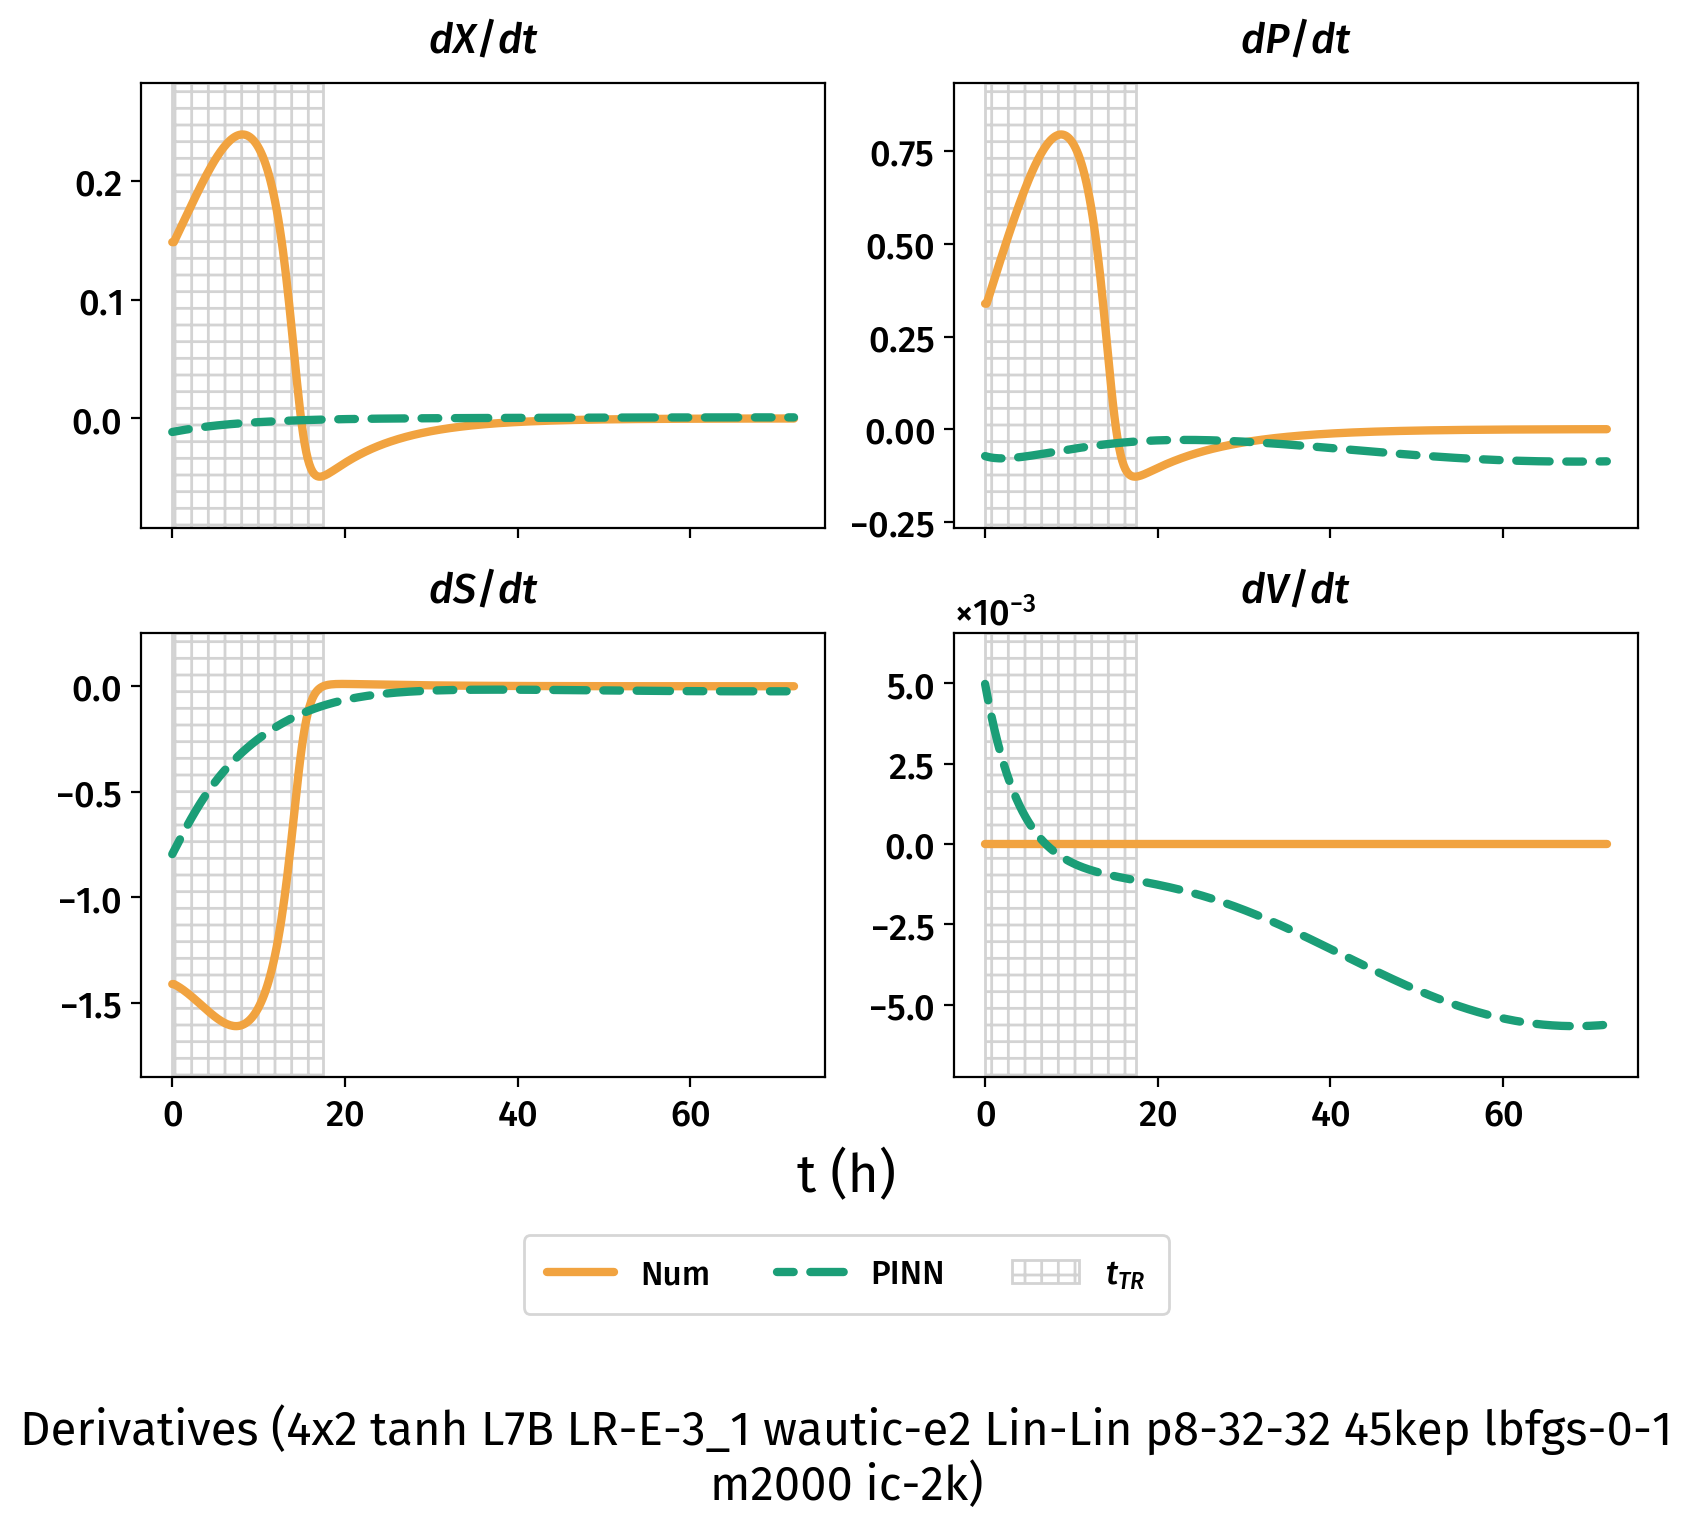 dX/dt
dP/dt
0.2
0.1
0.0
0.75
0.50
0.25
0.00
−0.25
dS/dt
dV/dt
×10⁻³
0.0
−0.5
−1.0
−1.5
5.0
2.5
0.0
−2.5
−5.0
0 20 40 60
0 20 40 60
t (h)
Num PINN t_TR
Derivatives (4x2 tanh L7B LR-E-3_1 wautic-e2 Lin-Lin p8-32-32 45kep lbfgs-0-1
m2000 ic-2k)